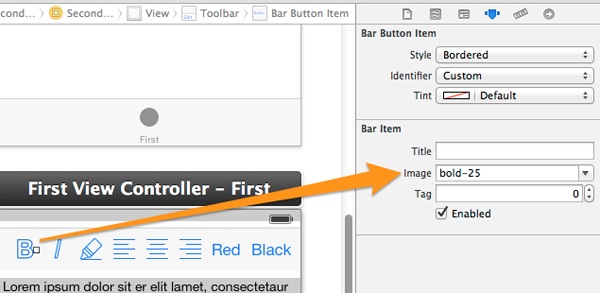 cond... Second... View Toolbar Bar Button Item
First
First View Controller - First
B I Red Black
Lorem ipsum dolor sit er elit lamet, consectetaur
Bar Button Item
Style Bordered
Identifier Custom
Tint Default
Bar Item
Title
Image bold-25
Tag 0
Enabled